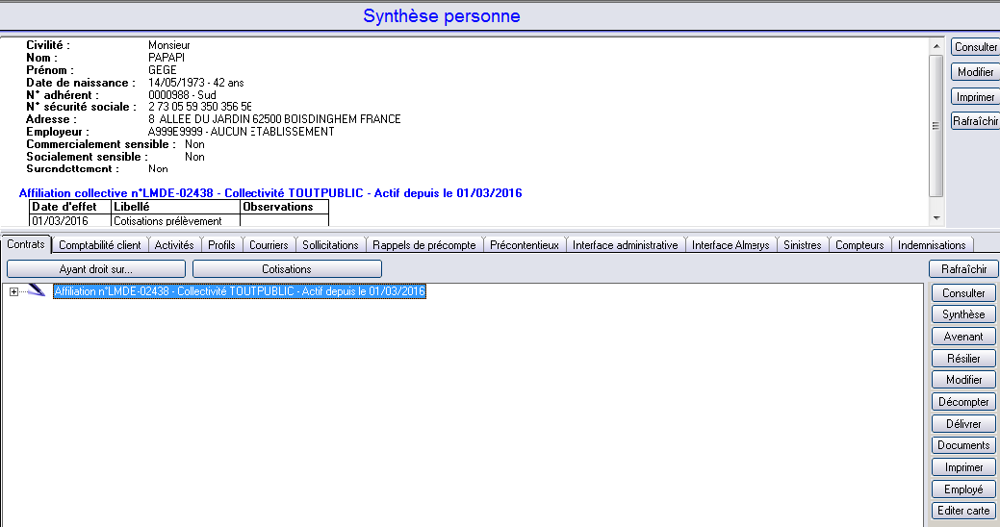 Synthèse personne
Civilité : Monsieur
Nom : PAPAPI
Prénom : GEGE
Date de naissance : 14/05/1973 - 42 ans
N° adhérent : 0000988 - Sud
N° sécurité sociale : 2 73 05 59 350 356 56
Adresse : 8 ALLEE DU JARDIN 62500 BOISDINGHEM FRANCE
Employeur : A999E9999 - AUCUN ETABLISSEMENT
Commercialement sensible : Non
Socialement sensible : Non
Surendettement : Non
Affiliation collective n°LMDE-02438 - Collectivité TOUTPUBLIC - Actif depuis le 01/03/2016
Date d'effet Libellé Observations
01/03/2016 Cotisations prélèvement
Consulter
Modifier
Imprimer
Rafraîchir
Contrats Comptabilité client Activités Profils Courriers Sollicitations Rappels de précompte Précontentieux Interface administrative Interface Almerys Sinistres Compteurs Indemnisations
Ayant droit sur... Cotisations Rafraîchir
Affiliation n°LMDE-02438 - Collectivité TOUTPUBLIC - Actif depuis le 01/03/2016
Consulter
Synthèse
Avenant
Résilier
Modifier
Décompter
Délivrer
Documents
Imprimer
Employé
Editer carte